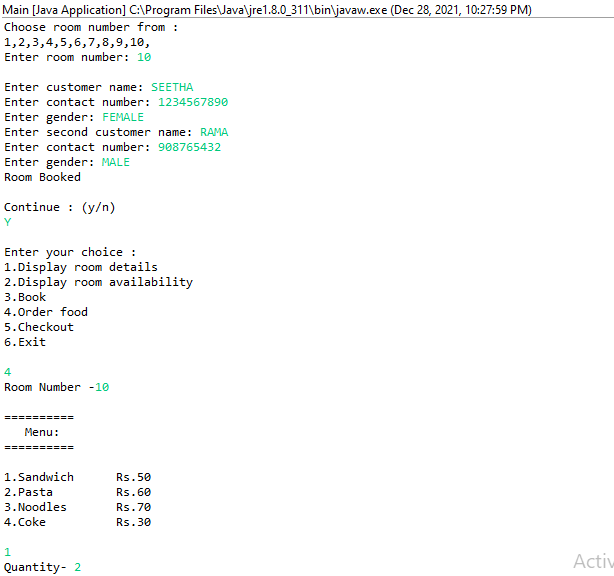 Main [Java Application] C:\Program Files\Java\jre1.8.0_311\bin\javaw.exe (Dec 28, 2021, 10:27:59 PM)
Choose room number from :
1,2,3,4,5,6,7,8,9,10,
Enter room number: 10
Enter customer name: SEETHA
Enter contact number: 1234567890
Enter gender: FEMALE
Enter second customer name: RAMA
Enter contact number: 908765432
Enter gender: MALE
Room Booked
Continue : (y/n)
Y
Enter your choice :
1.Display room details
2.Display room availability
3.Book
4.Order food
5.Checkout
6.Exit
4
Room Number -10
==========
Menu:
==========
1.Sandwich Rs.50
2.Pasta Rs.60
3.Noodles Rs.70
4.Coke Rs.30
1
Quantity- 2
Activ